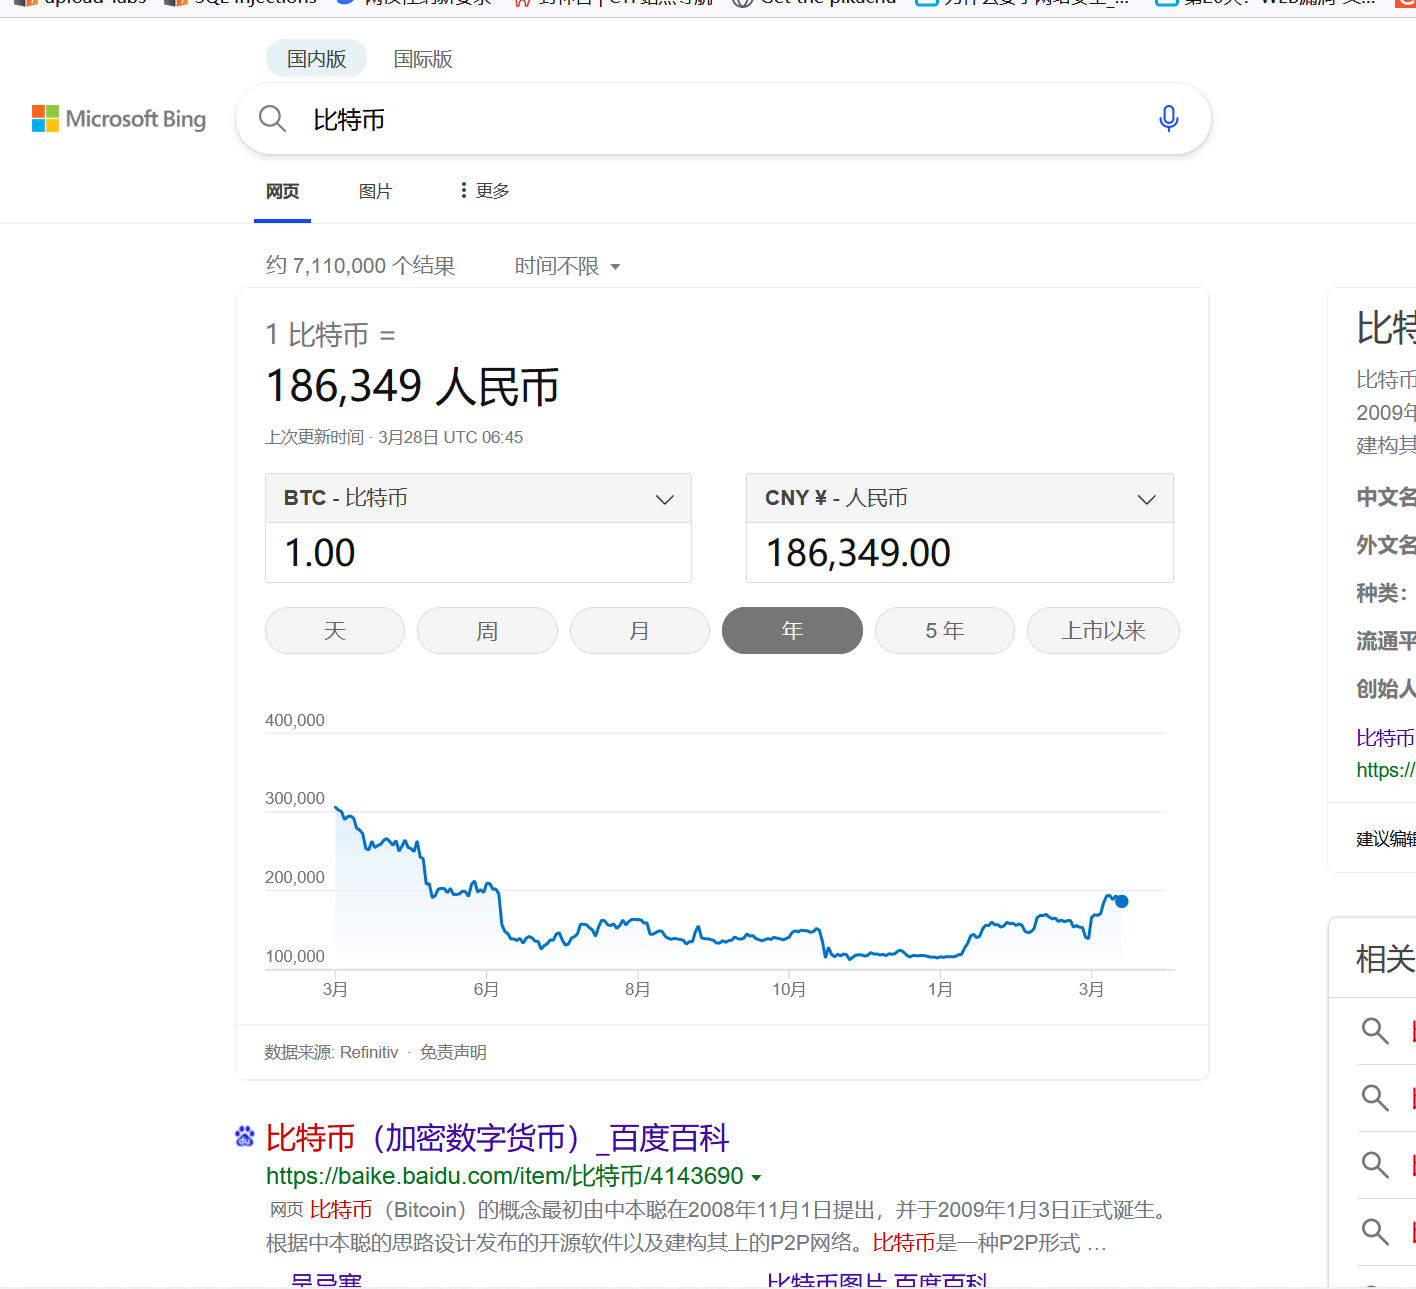 国内版 国际版
Microsoft Bing
比特币
网页 图片 更多
约 7,110,000 个结果 时间不限
1 比特币 =
186,349 人民币
上次更新时间 · 3月28日 UTC 06:45
BTC - 比特币 CNY ¥ - 人民币
1.00 186,349.00
天 周 月 年 5 年 上市以来
400,000
300,000
200,000
100,000
3月 6月 8月 10月 1月 3月
数据来源: Refinitiv · 免责声明
比特币（加密数字货币）_百度百科
https://baike.baidu.com/item/比特币/4143690
网页 比特币（Bitcoin）的概念最初由中本聪在2008年11月1日提出，并于2009年1月3日正式诞生。
根据中本聪的思路设计发布的开源软件以及建构其上的P2P网络。比特币是一种P2P形式 …
比特币图片_百度百科
比特
比特币
2009年
建构其
中文名
外文名
种类：
流通平
创始人
比特币
https://
建议编辑
相关